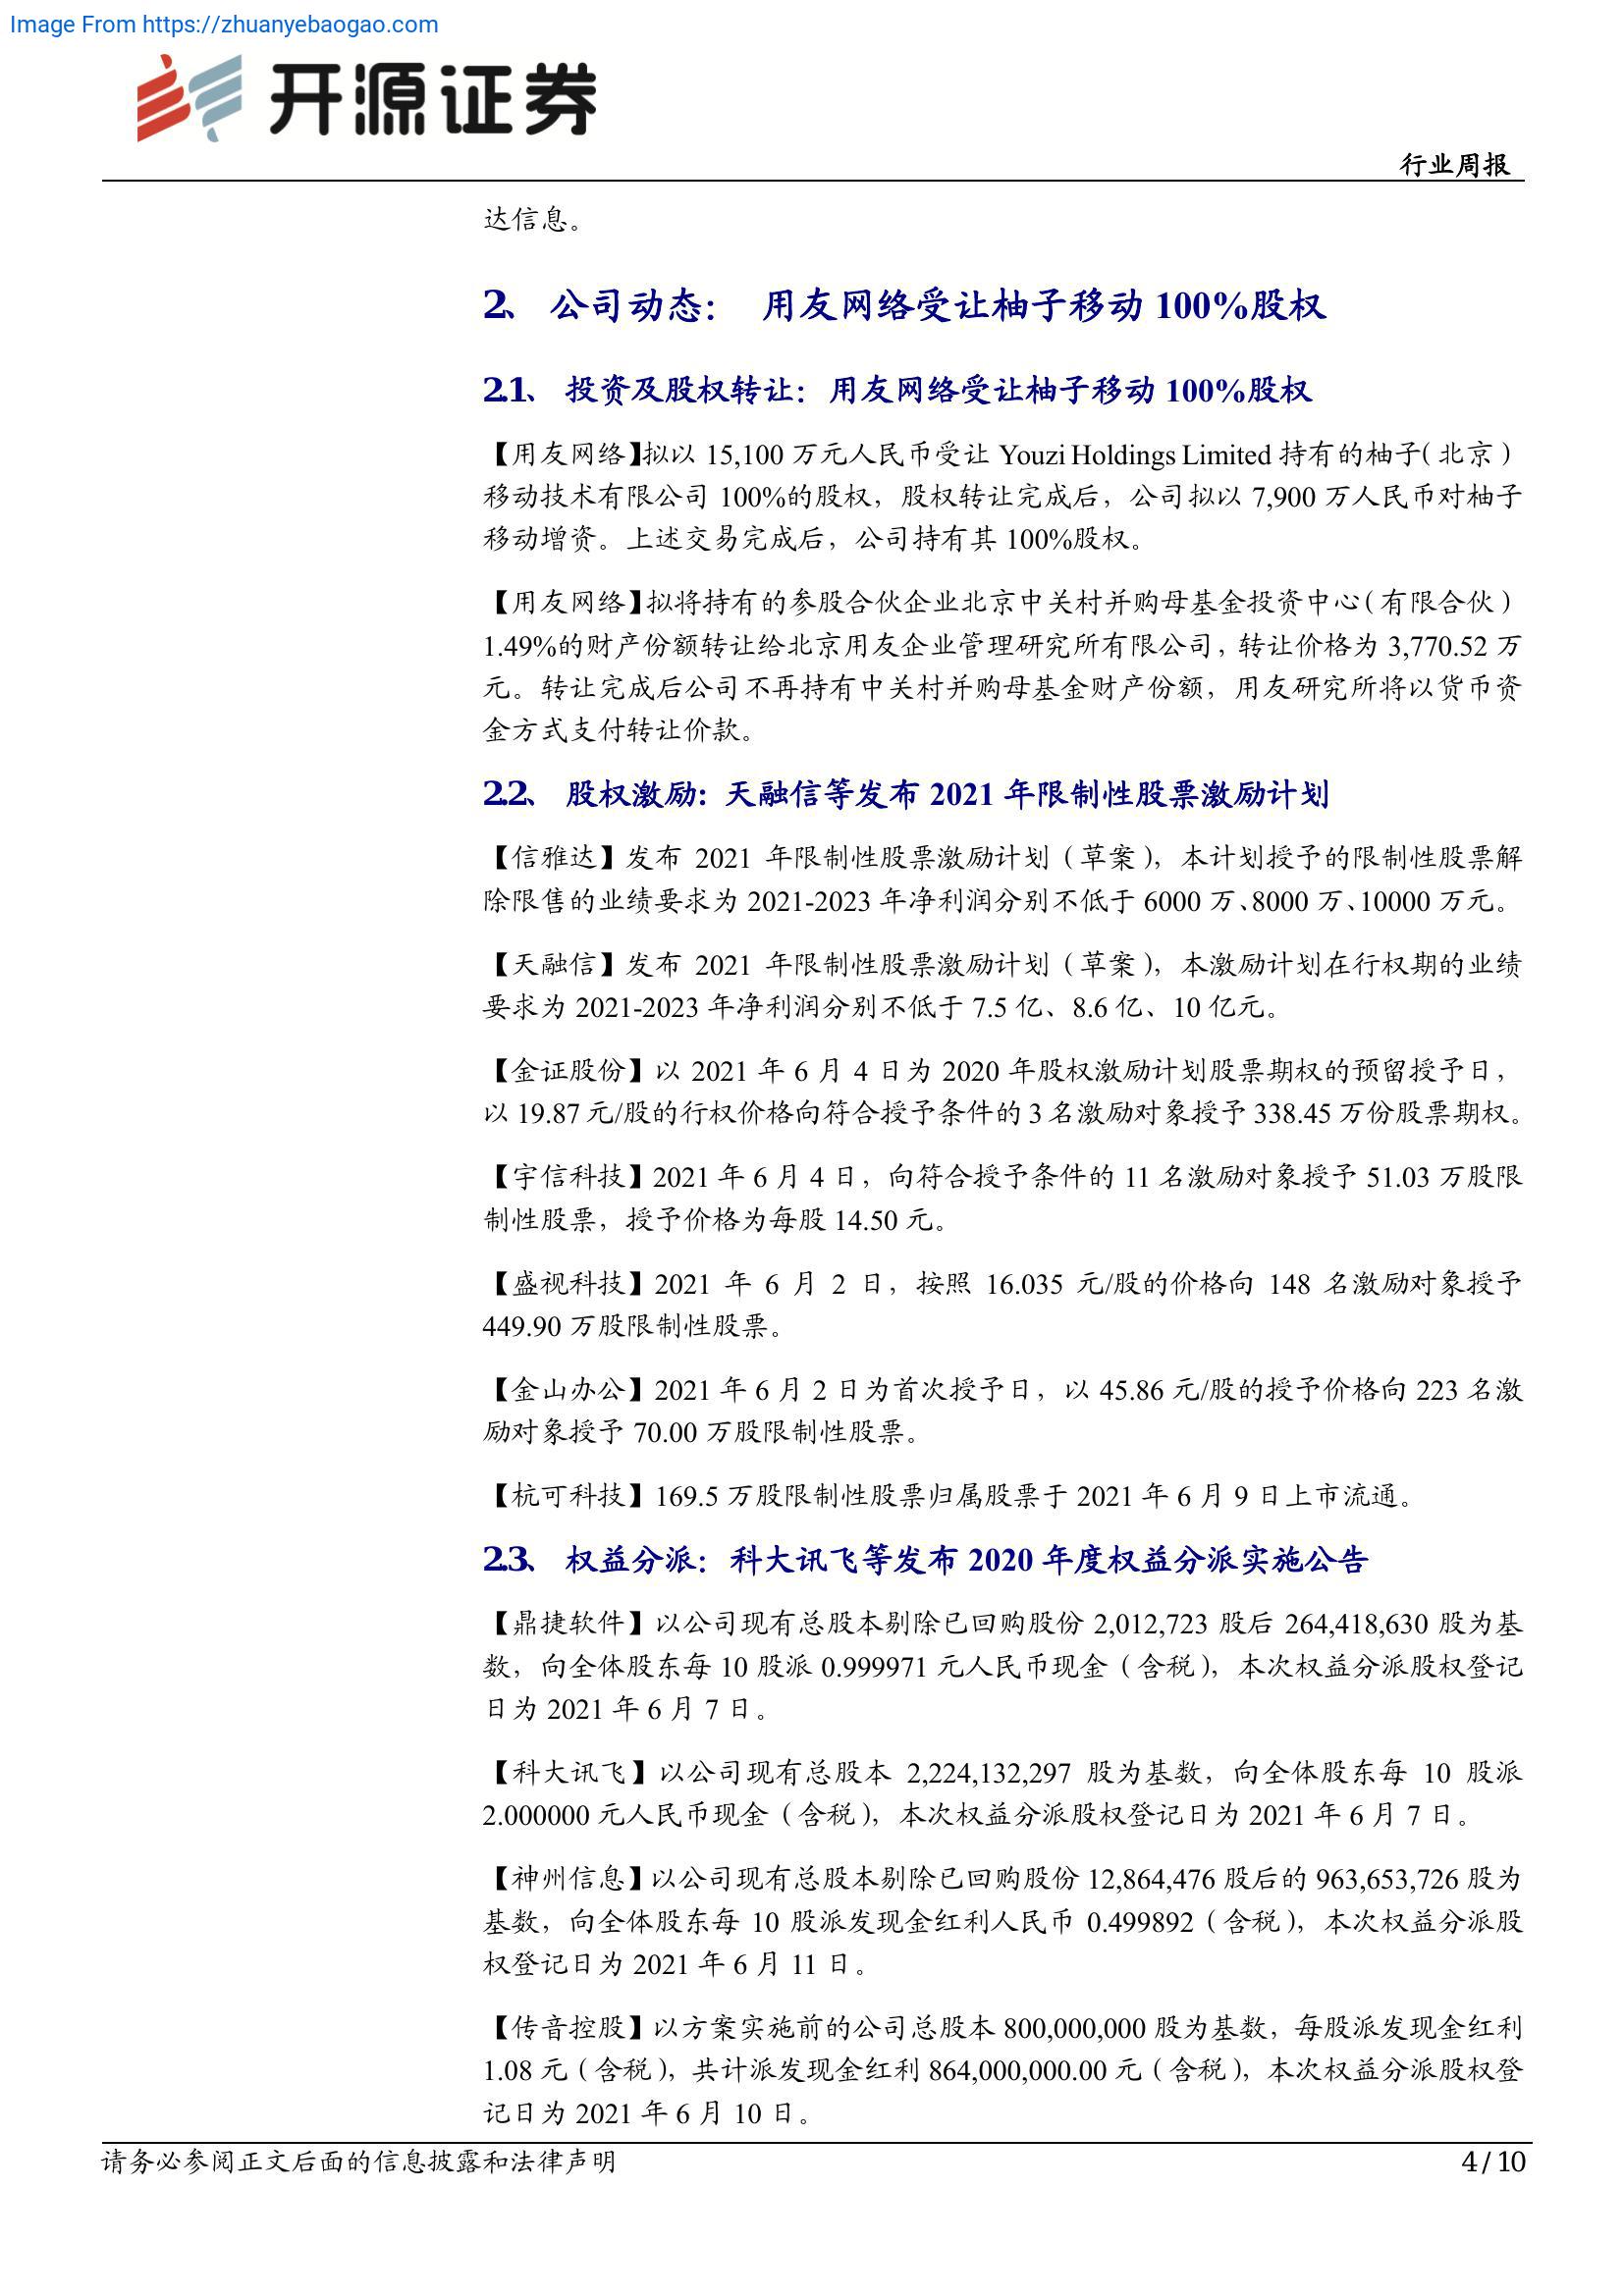 Image From https://zhuanyebaogao.com
开源证券
行业周报
达信息。
2、 公司动态： 用友网络受让柚子移动 100%股权
2.1、 投资及股权转让：用友网络受让柚子移动 100%股权
【用友网络】拟以 15,100 万元人民币受让 Youzi Holdings Limited 持有的柚子（北京）
移动技术有限公司 100%的股权，股权转让完成后，公司拟以 7,900 万人民币对柚子
移动增资。上述交易完成后，公司持有其 100%股权。
【用友网络】拟将持有的参股合伙企业北京中关村并购母基金投资中心（有限合伙）
1.49%的财产份额转让给北京用友企业管理研究所有限公司，转让价格为 3,770.52 万
元。转让完成后公司不再持有中关村并购母基金财产份额，用友研究所将以货币资
金方式支付转让价款。
2.2、 股权激励：天融信等发布 2021 年限制性股票激励计划
【信雅达】发布 2021 年限制性股票激励计划（草案），本计划授予的限制性股票解
除限售的业绩要求为 2021-2023 年净利润分别不低于 6000 万、8000 万、10000 万元。
【天融信】发布 2021 年限制性股票激励计划（草案），本激励计划在行权期的业绩
要求为 2021-2023 年净利润分别不低于 7.5 亿、8.6 亿、10 亿元。
【金证股份】以 2021 年 6 月 4 日为 2020 年股权激励计划股票期权的预留授予日，
以 19.87 元/股的行权价格向符合授予条件的 3 名激励对象授予 338.45 万份股票期权。
【宇信科技】2021 年 6 月 4 日，向符合授予条件的 11 名激励对象授予 51.03 万股限
制性股票，授予价格为每股 14.50 元。
【盛视科技】2021 年 6 月 2 日，按照 16.035 元/股的价格向 148 名激励对象授予
449.90 万股限制性股票。
【金山办公】2021 年 6 月 2 日为首次授予日，以 45.86 元/股的授予价格向 223 名激
励对象授予 70.00 万股限制性股票。
【杭可科技】169.5 万股限制性股票归属股票于 2021 年 6 月 9 日上市流通。
2.3、 权益分派：科大讯飞等发布 2020 年度权益分派实施公告
【鼎捷软件】以公司现有总股本剔除已回购股份 2,012,723 股后 264,418,630 股为基
数，向全体股东每 10 股派 0.999971 元人民币现金（含税），本次权益分派股权登记
日为 2021 年 6 月 7 日。
【科大讯飞】以公司现有总股本 2,224,132,297 股为基数，向全体股东每 10 股派
2.000000 元人民币现金（含税），本次权益分派股权登记日为 2021 年 6 月 7 日。
【神州信息】以公司现有总股本剔除已回购股份 12,864,476 股后的 963,653,726 股为
基数，向全体股东每 10 股派发现金红利人民币 0.499892（含税），本次权益分派股
权登记日为 2021 年 6 月 11 日。
【传音控股】以方案实施前的公司总股本 800,000,000 股为基数，每股派发现金红利
1.08 元（含税），共计派发现金红利 864,000,000.00 元（含税），本次权益分派股权登
记日为 2021 年 6 月 10 日。
请务必参阅正文后面的信息披露和法律声明
4 / 10